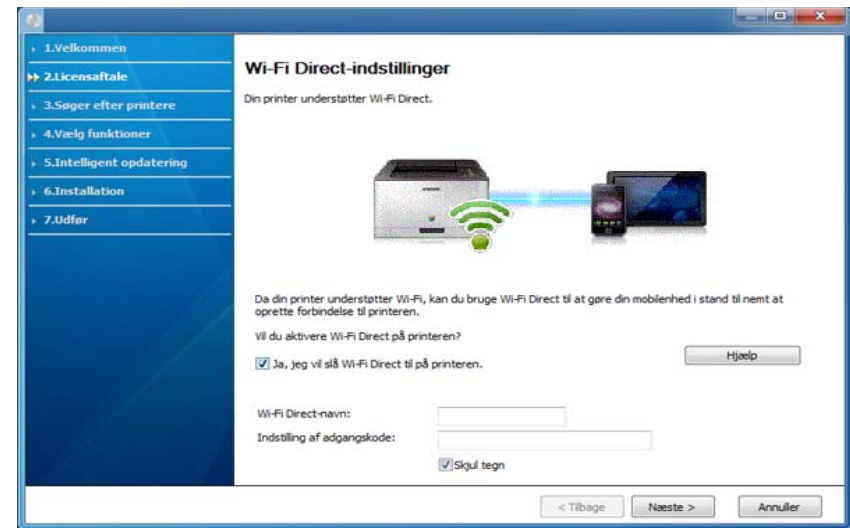 1.Velkommen
2.Licensaftale
3.Søger efter printere
4.Vælg funktioner
5.Intelligent opdatering
6.Installation
7.Udfør
Wi-Fi Direct-indstillinger
Din printer understøtter Wi-Fi Direct.
Da din printer understøtter Wi-Fi, kan du bruge Wi-Fi Direct til at gøre din mobilenhed i stand til nemt at
oprette forbindelse til printeren.
Vil du aktivere Wi-Fi Direct på printeren?
Ja, jeg vil slå Wi-Fi Direct til på printeren.
Hjælp
Wi-Fi Direct-navn:
Indstilling af adgangskode:
Skjul tegn
< Tilbage
Næste >
Annuller